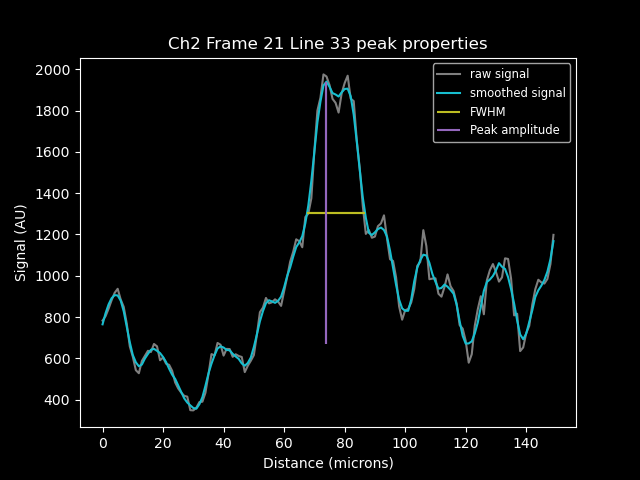 Ch2 Frame 21 Line 33 peak properties
raw signal
smoothed signal
FWHM
Peak amplitude
Signal (AU)
2000
1800
1600
1400
1200
1000
800
600
400
0 20 40 60 80 100 120 140
Distance (microns)